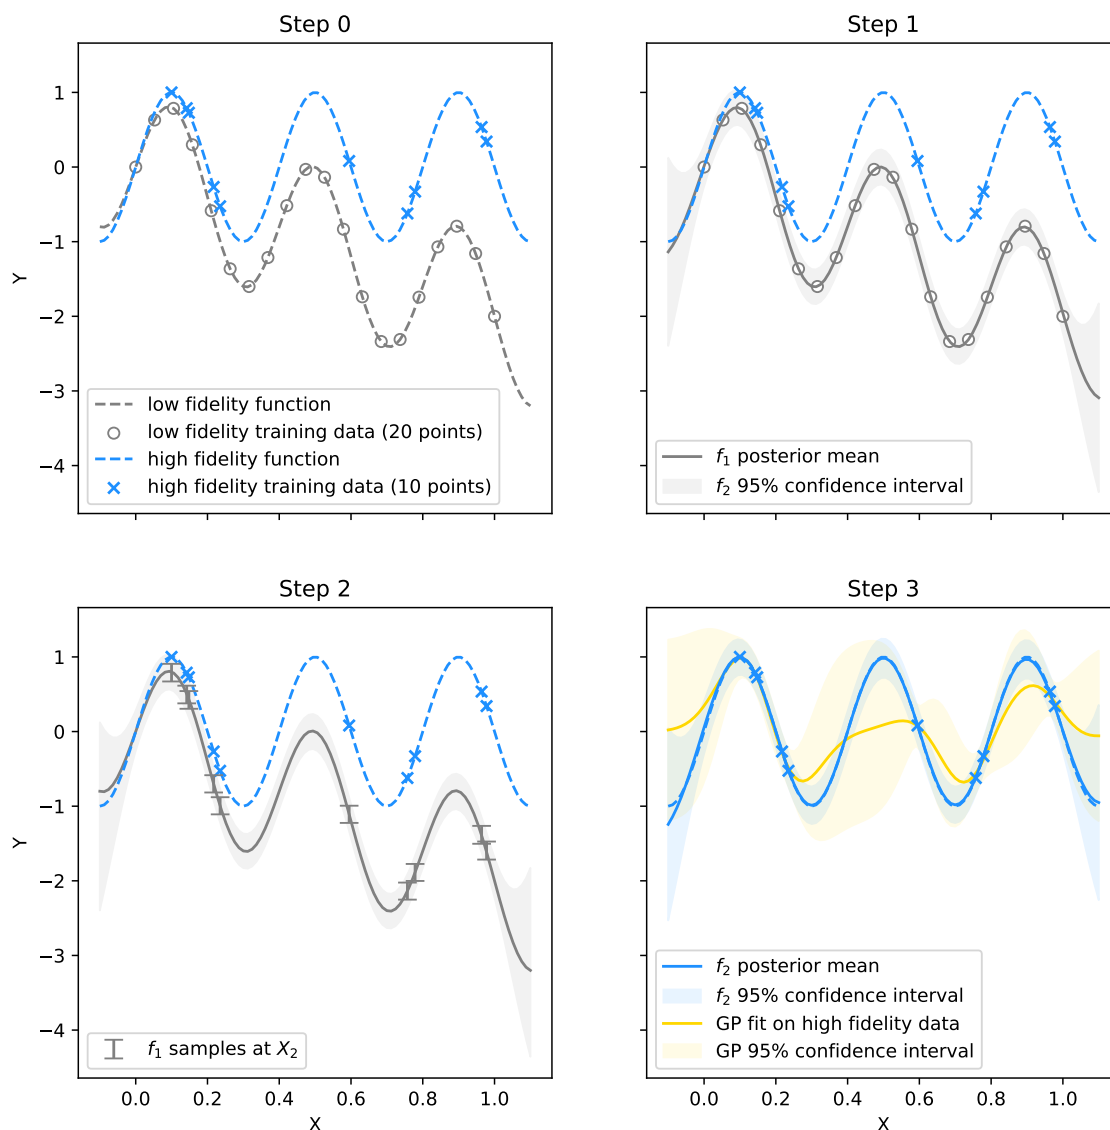 Step 0
Step 1
Y
1
0
−1
−2
−3
−4
low fidelity function
low fidelity training data (20 points)
high fidelity function
high fidelity training data (10 points)
f₁ posterior mean
f₂ 95% confidence interval
Step 2
Step 3
Y
1
0
−1
−2
−3
−4
f₁ samples at X₂
0.0 0.2 0.4 0.6 0.8 1.0
X
f₂ posterior mean
f₂ 95% confidence interval
GP fit on high fidelity data
GP 95% confidence interval
0.0 0.2 0.4 0.6 0.8 1.0
X